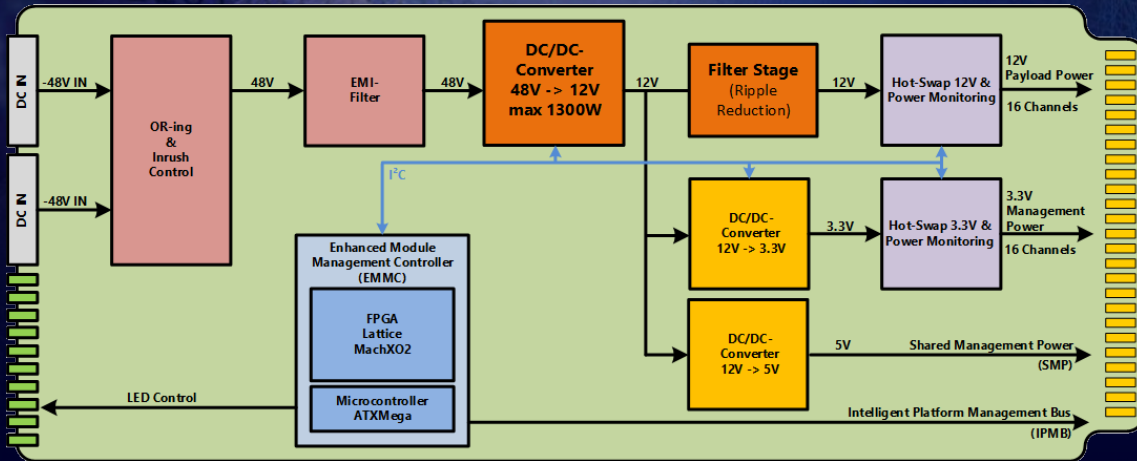 DC IN
-48V IN
DC IN
-48V IN
OR-ing
&
Inrush
Control
48V
EMI-
Filter
48V
DC/DC-
Converter
48V -> 12V
max 1300W
12V
Filter Stage
(Ripple
Reduction)
12V
Hot-Swap 12V &
Power Monitoring
12V
Payload Power
16 Channels
I²C
DC/DC-
Converter
12V -> 3.3V
3.3V
Hot-Swap 3.3V &
Power Monitoring
3.3V
Management
Power
16 Channels
Enhanced Module
Management Controller
(EMMC)
FPGA
Lattice
MachXO2
Microcontroller
ATXMega
DC/DC-
Converter
12V -> 5V
5V
Shared Management Power
(SMP)
LED Control
Intelligent Platform Management Bus
(IPMB)